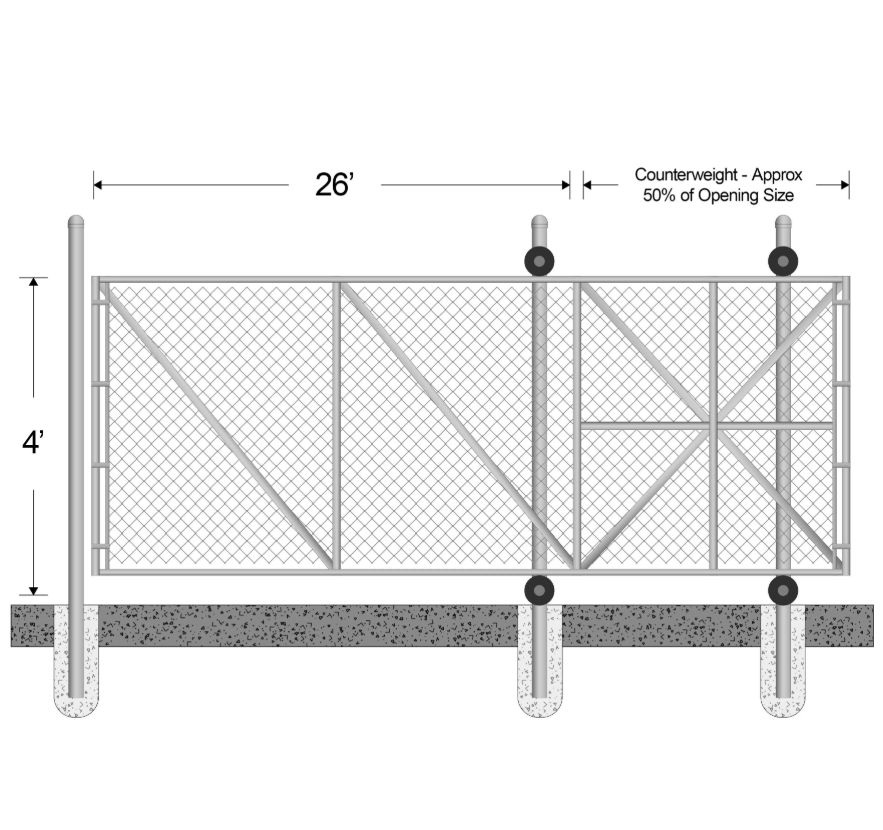 26’
Counterweight - Approx
50% of Opening Size
4’